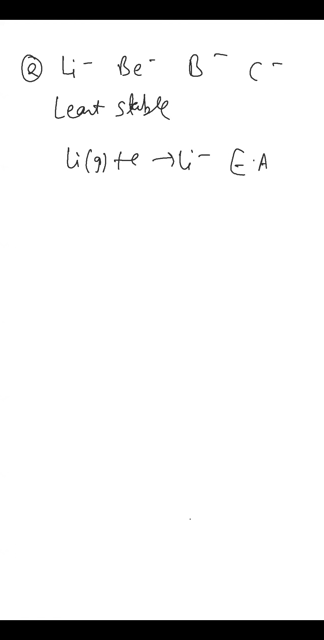 Q Li⁻ Be⁻ B⁻ C⁻
Least stable
Li(g) + e → Li⁻ E.A